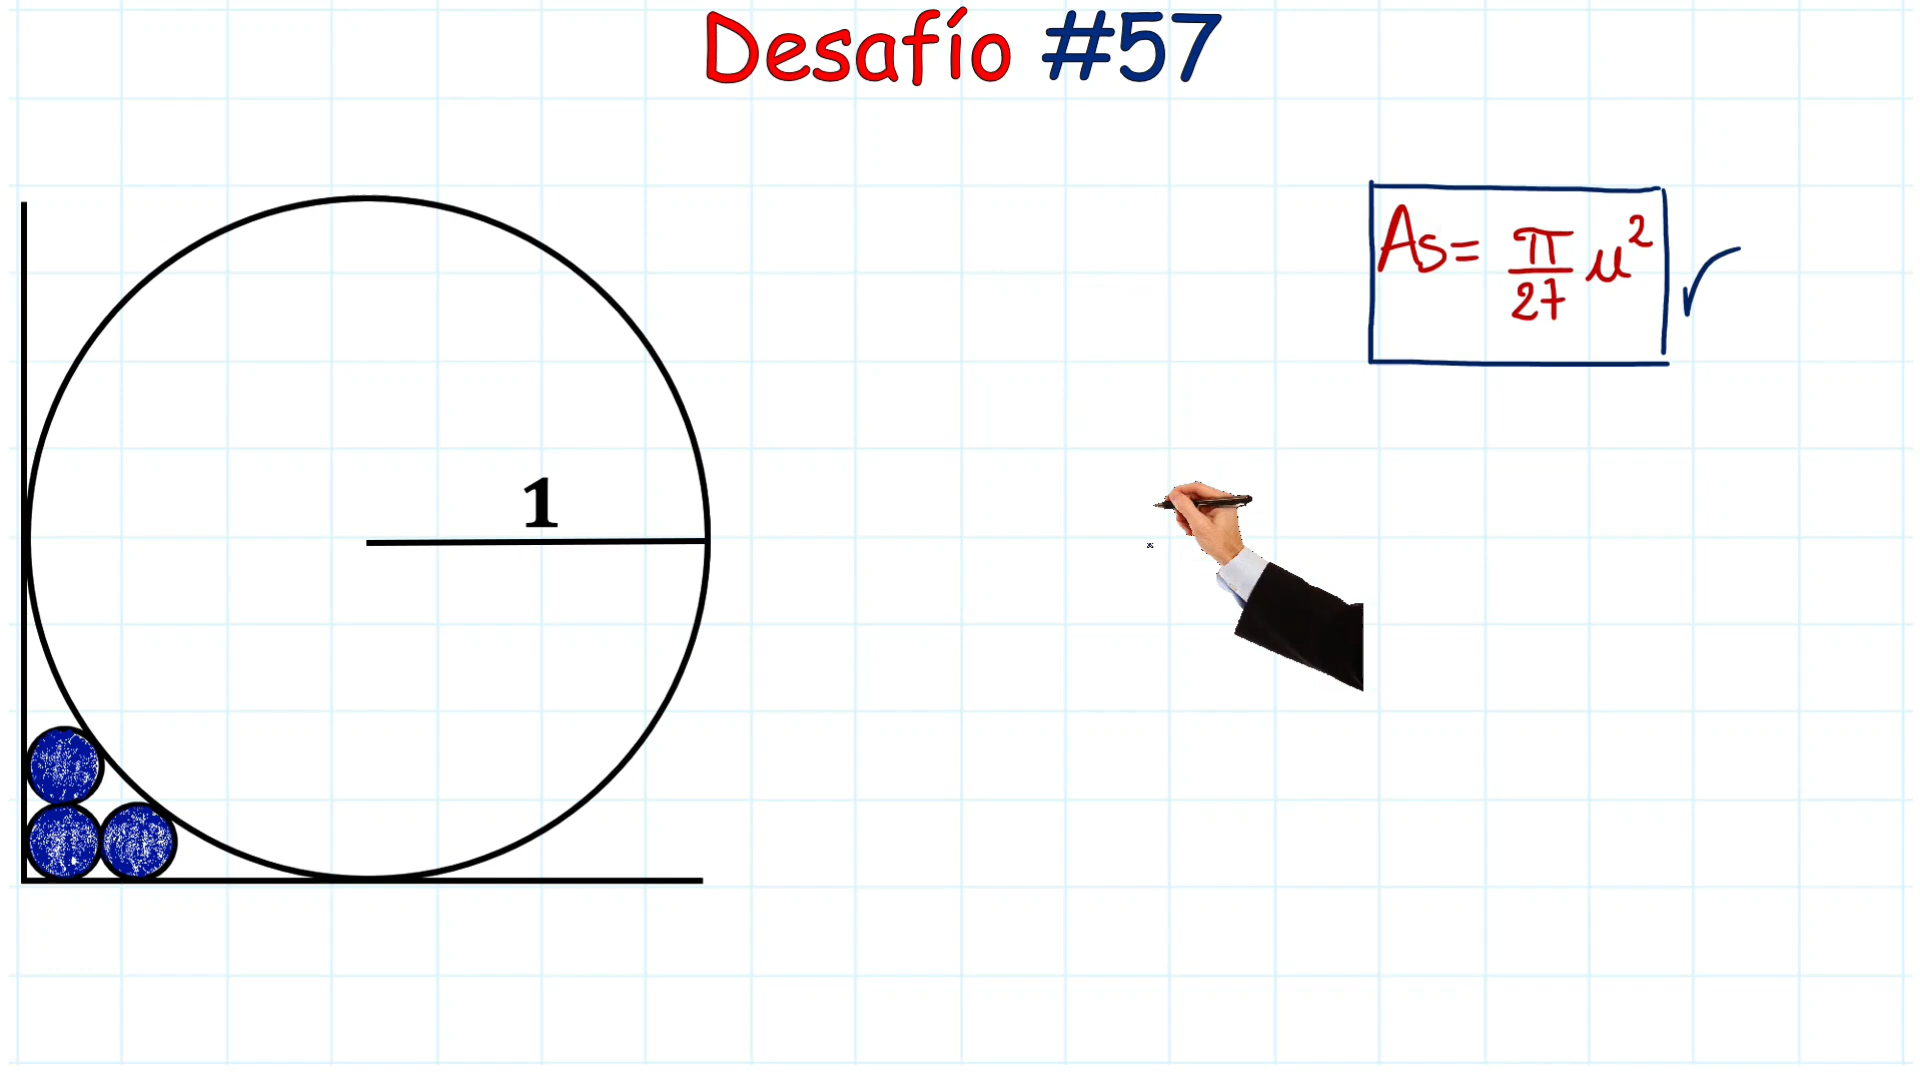 Desafío #57
As = π/27 u²
1